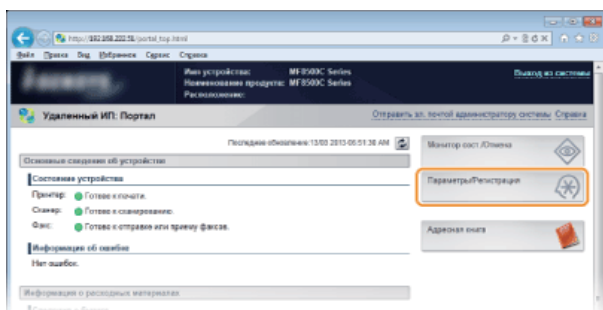 http://192.168.222.51/portal_top.html
Файл Правка Вид Избранное Сервис Справка
Имя устройства: MF8500C Series
Наименование продукта: MF8500C Series
Расположение:
Выход из системы
Удаленный ИП: Портал
Отправить эл. почтой администратору системы Справка
Последнее обновление: 13/03 2013 06:51:36 AM
Основные сведения об устройстве
Состояние устройства
Принтер: Готово к печати.
Сканер: Готово к сканированию.
Факс: Готово к отправке или приему факсов.
Информация об ошибке
Нет ошибок.
Информация о расходных материалах
Монитор сост./Отмена
Параметры/Регистрация
Адресная книга